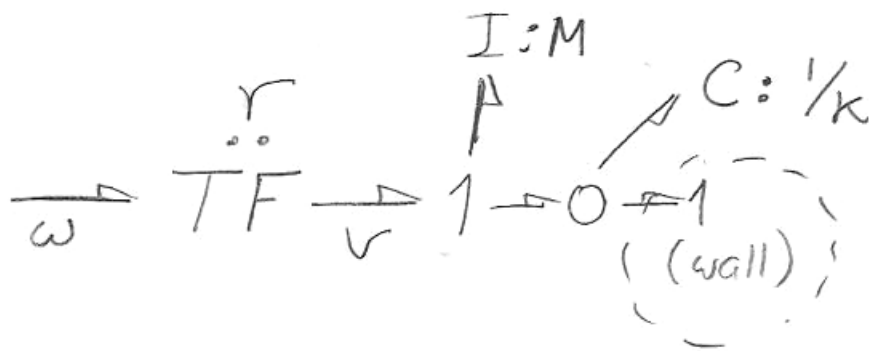 I:M
r
C: 1/K
TF 1 0 1
ω v
(wall)